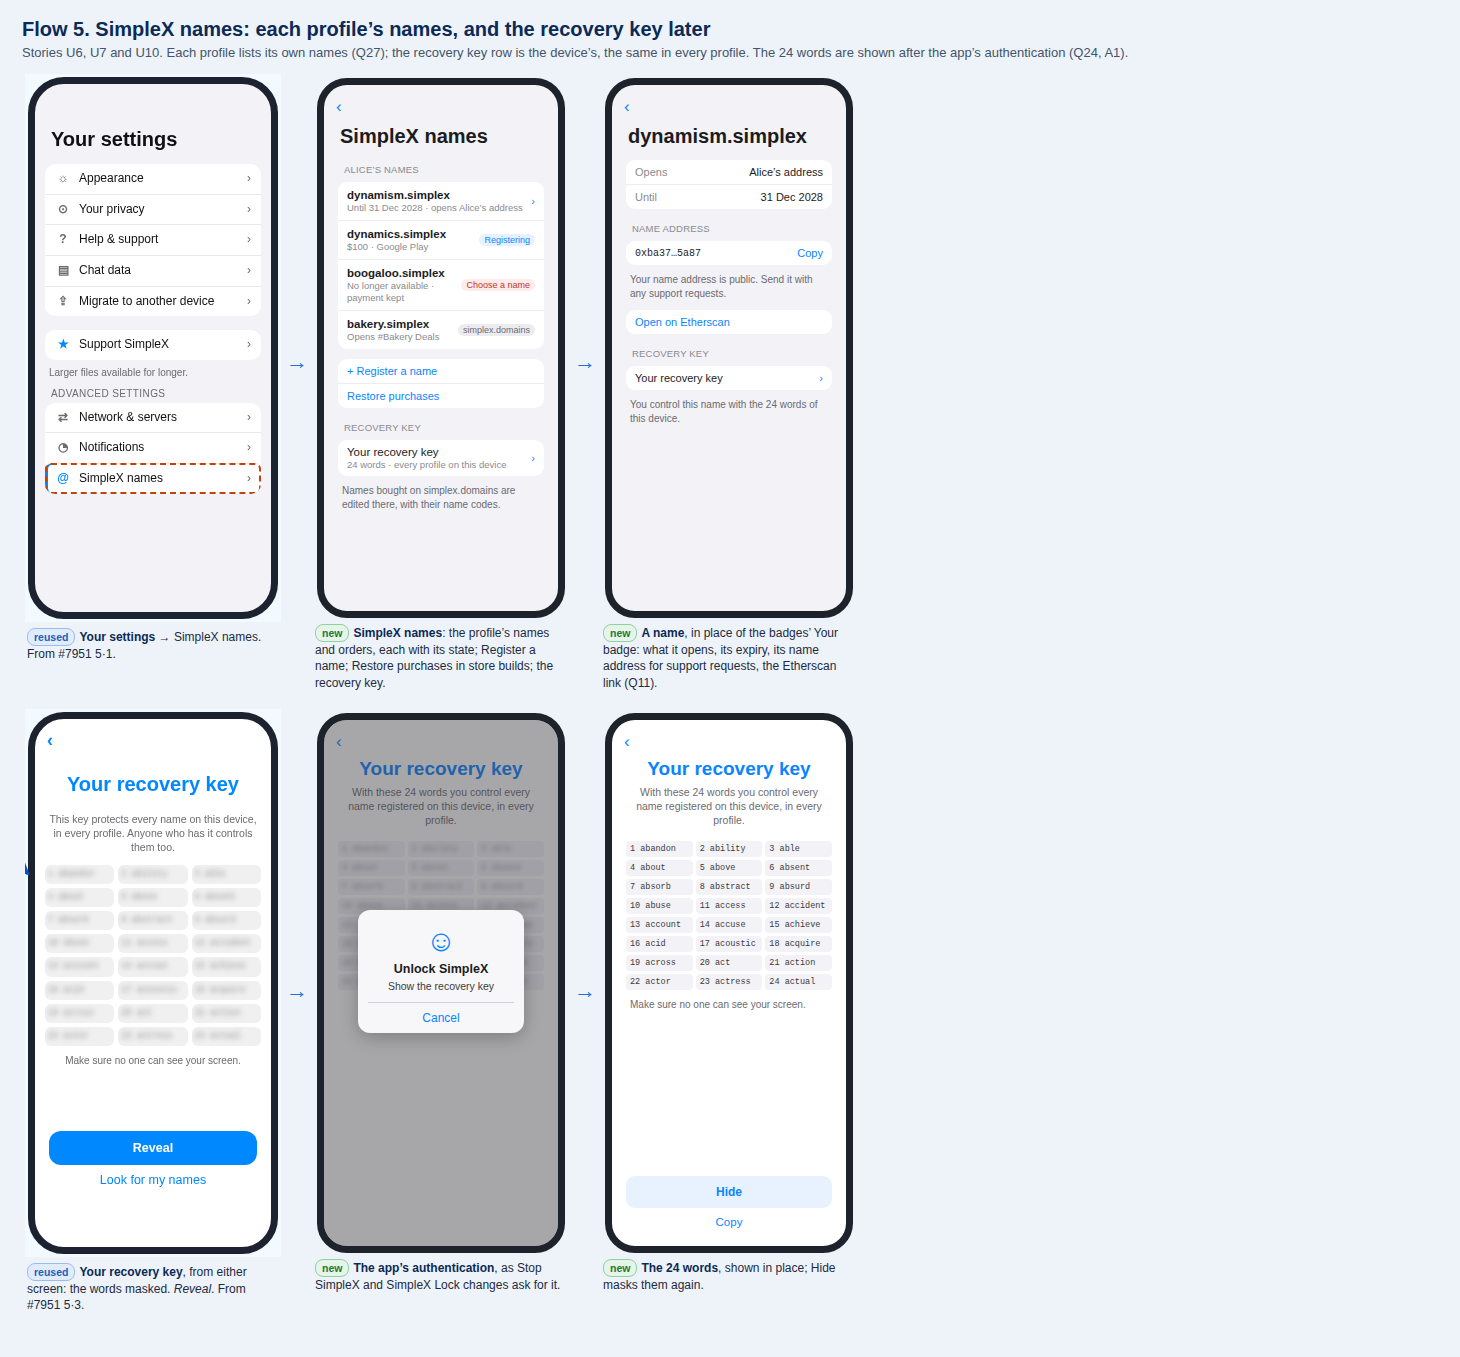 Flow 5. SimpleX names: each profile’s names, and the recovery key later
Stories U6, U7 and U10. Each profile lists its own names (Q27); the recovery key row is the device’s, the same in every profile. The 24 words are shown after the app’s authentication (Q24, A1).
Your settings
Appearance
Your privacy
Help & support
Chat data
Migrate to another device
Support SimpleX
Larger files available for longer.
ADVANCED SETTINGS
Network & servers
Notifications
SimpleX names
reused Your settings → SimpleX names.
From #7951 5·1.
SimpleX names
ALICE’S NAMES
dynamism.simplex
Until 31 Dec 2028 · opens Alice’s address
dynamics.simplex
$100 · Google Play
Registering
boogaloo.simplex
No longer available ·
payment kept
Choose a name
bakery.simplex
Opens #Bakery Deals
simplex.domains
+ Register a name
Restore purchases
RECOVERY KEY
Your recovery key
24 words · every profile on this device
Names bought on simplex.domains are
edited there, with their name codes.
new SimpleX names: the profile’s names
and orders, each with its state; Register a
name; Restore purchases in store builds; the
recovery key.
dynamism.simplex
Opens Alice’s address
Until 31 Dec 2028
NAME ADDRESS
0xba37…5a87 Copy
Your name address is public. Send it with
any support requests.
Open on Etherscan
RECOVERY KEY
Your recovery key
You control this name with the 24 words of
this device.
new A name, in place of the badges’ Your
badge: what it opens, its expiry, its name
address for support requests, the Etherscan
link (Q11).
Your recovery key
This key protects every name on this device,
in every profile. Anyone who has it controls
them too.
Make sure no one can see your screen.
Reveal
Look for my names
reused Your recovery key, from either
screen: the words masked. Reveal. From
#7951 5·3.
Your recovery key
With these 24 words you control every
name registered on this device, in every
profile.
Unlock SimpleX
Show the recovery key
Cancel
new The app’s authentication, as Stop
SimpleX and SimpleX Lock changes ask for it.
Your recovery key
With these 24 words you control every
name registered on this device, in every
profile.
1 abandon 2 ability 3 able
4 about 5 above 6 absent
7 absorb 8 abstract 9 absurd
10 abuse 11 access 12 accident
13 account 14 accuse 15 achieve
16 acid 17 acoustic 18 acquire
19 across 20 act 21 action
22 actor 23 actress 24 actual
Make sure no one can see your screen.
Hide
Copy
new The 24 words, shown in place; Hide
masks them again.